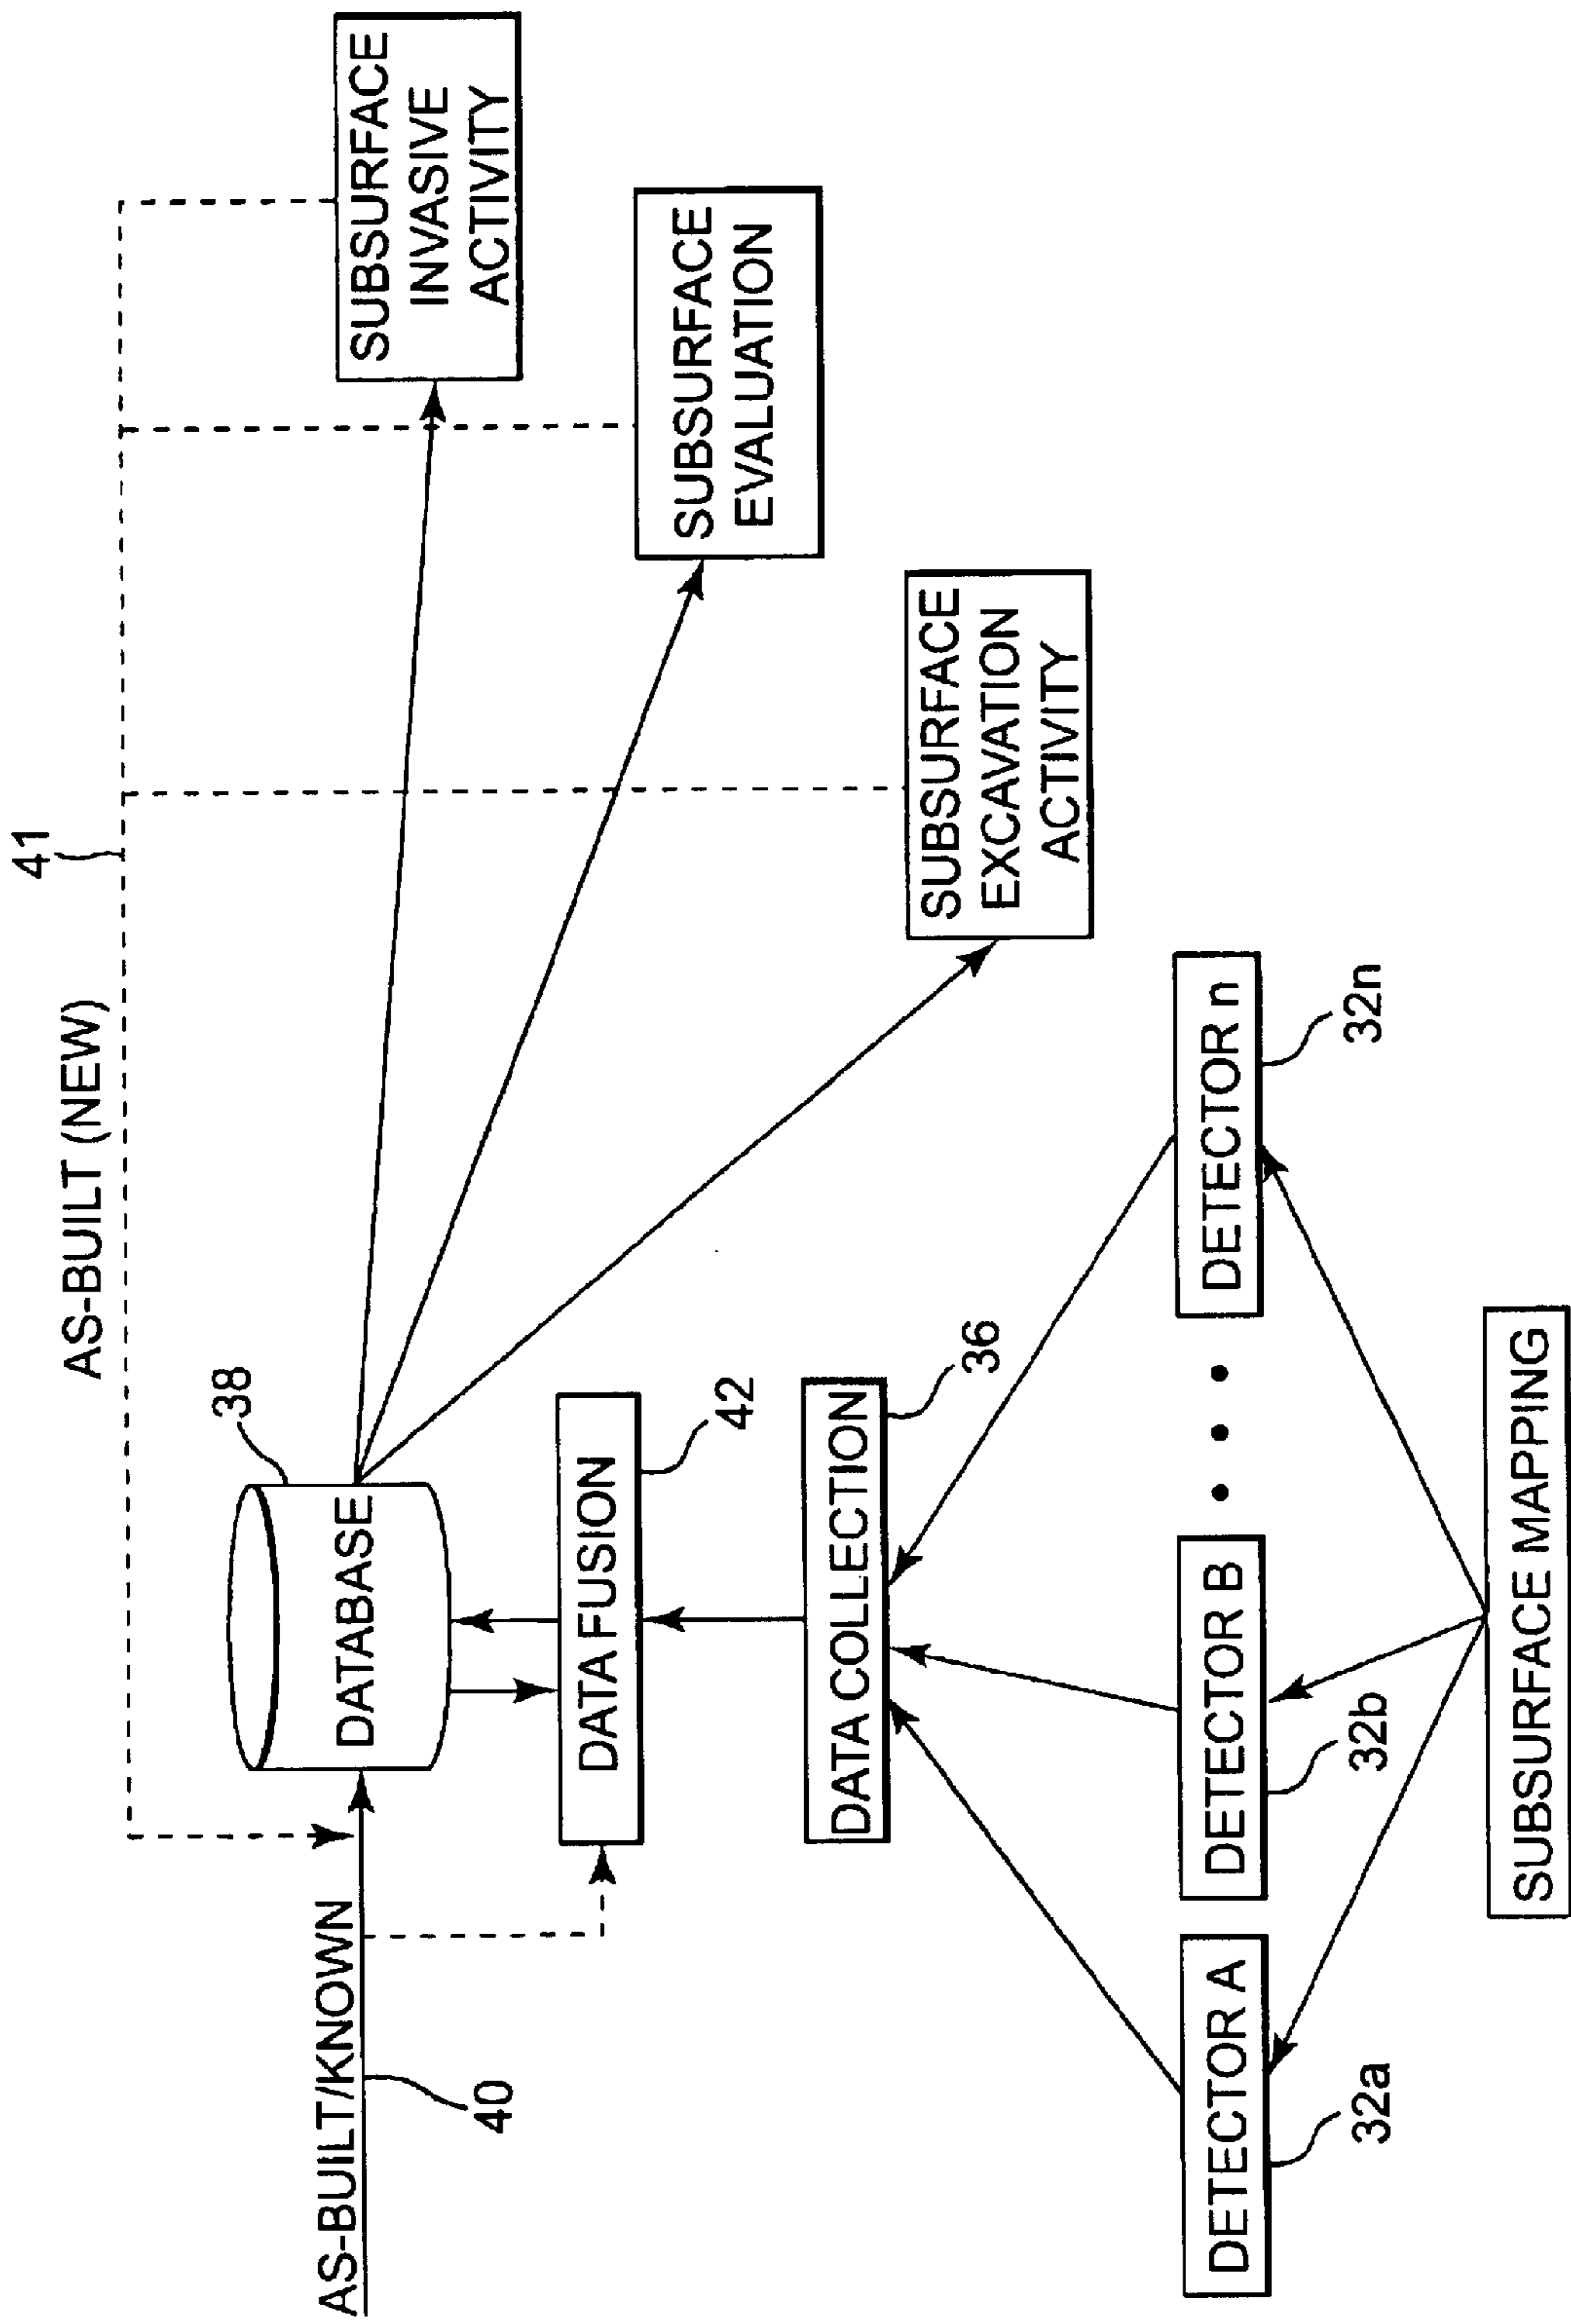 41
AS-BUILT (NEW)
38
AS-BUILT/KNOWN
40
DATABASE
SUBSURFACE
INVASIVE
ACTIVITY
DATA FUSION
42
SUBSURFACE
EVALUATION
DATA COLLECTION
36
SUBSURFACE
EXCAVATION
ACTIVITY
DETECTOR A
32a
DETECTOR B
32b
• • •
DETECTOR n
32n
SUBSURFACE MAPPING